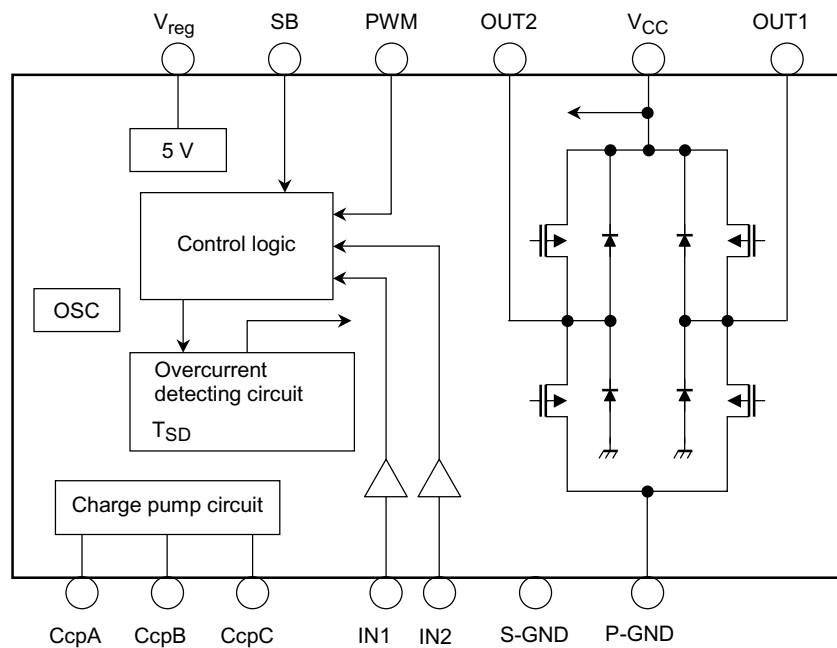 Vreg SB PWM OUT2 VCC OUT1
5 V
Control logic
OSC
Overcurrent
detecting circuit
TSD
Charge pump circuit
CcpA CcpB CcpC IN1 IN2 S-GND P-GND